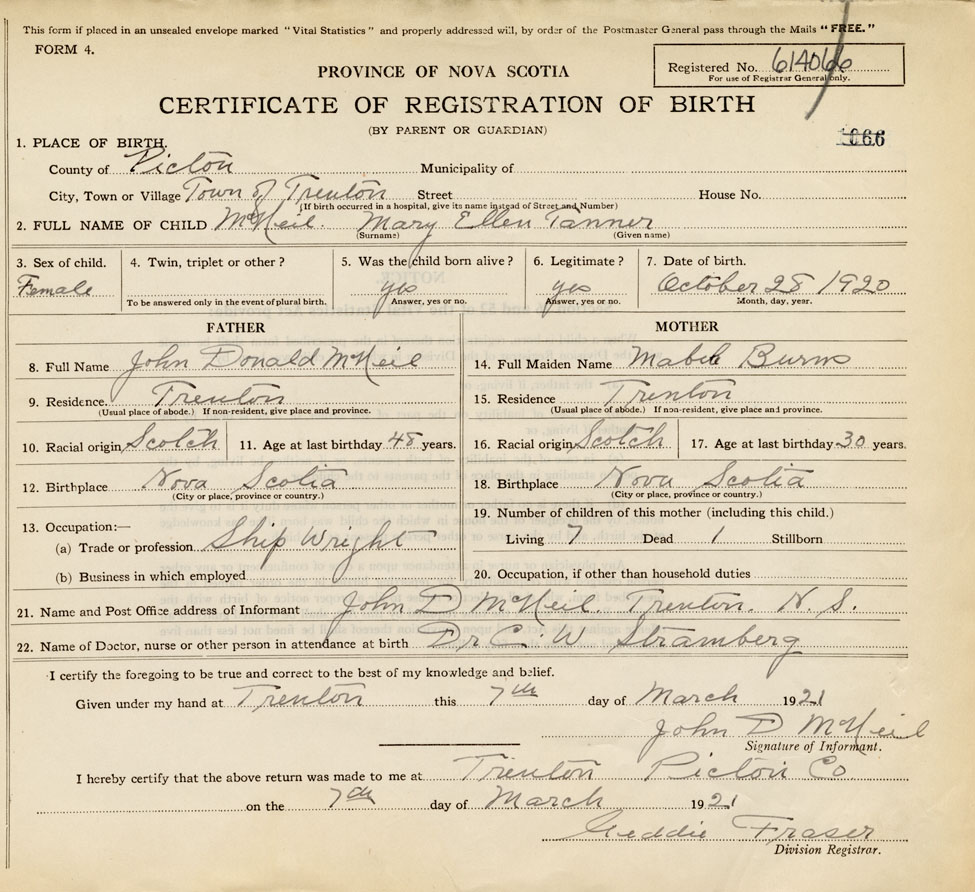 This form if placed in an unsealed envelope marked "Vital Statistics" and properly addressed will, by order of the Postmaster General pass through the Mails "FREE."
FORM 4.
Registered No. 614066
For use of Registrar General only.
PROVINCE OF NOVA SCOTIA
CERTIFICATE OF REGISTRATION OF BIRTH
(BY PARENT OR GUARDIAN)
1066
1. PLACE OF BIRTH.
County of Picton Municipality of
City, Town or Village Town of Trenton Street House No.
(If birth occurred in a hospital, give its name instead of Street and Number)
2. FULL NAME OF CHILD McNeil. Mary Ellen Tanner
(Surname) (Given name)
3. Sex of child. 4. Twin, triplet or other? 5. Was the child born alive? 6. Legitimate? 7. Date of birth.
Female yes yes October 28 1920
To be answered only in the event of plural birth. Answer, yes or no. Answer, yes or no. Month, day, year.
FATHER MOTHER
8. Full Name John Donald McNeil 14. Full Maiden Name Mabel Burns
9. Residence. Trenton 15. Residence Trenton
(Usual place of abode.) If non-resident, give place and province. (Usual place of abode.) If non-resident, give place and province.
10. Racial origin Scotch 11. Age at last birthday 48 years. 16. Racial origin Scotch 17. Age at last birthday 30 years.
12. Birthplace Nova Scotia 18. Birthplace Nova Scotia
(City or place, province or country.) (City or place, province or country.)
13. Occupation:— 19. Number of children of this mother (including this child.)
(a) Trade or profession Ship Wright Living 7 Dead 1 Stillborn
(b) Business in which employed 20. Occupation, if other than household duties
21. Name and Post Office address of Informant John D McNeil. Trenton. N. S.
22. Name of Doctor, nurse or other person in attendance at birth Dr C. W Stramberg
I certify the foregoing to be true and correct to the best of my knowledge and belief.
Given under my hand at Trenton this 7th day of March 1921
John D McNeil
Signature of Informant.
I hereby certify that the above return was made to me at Trenton Picton Co
on the 7th day of March 1921
Geddie Fraser
Division Registrar.